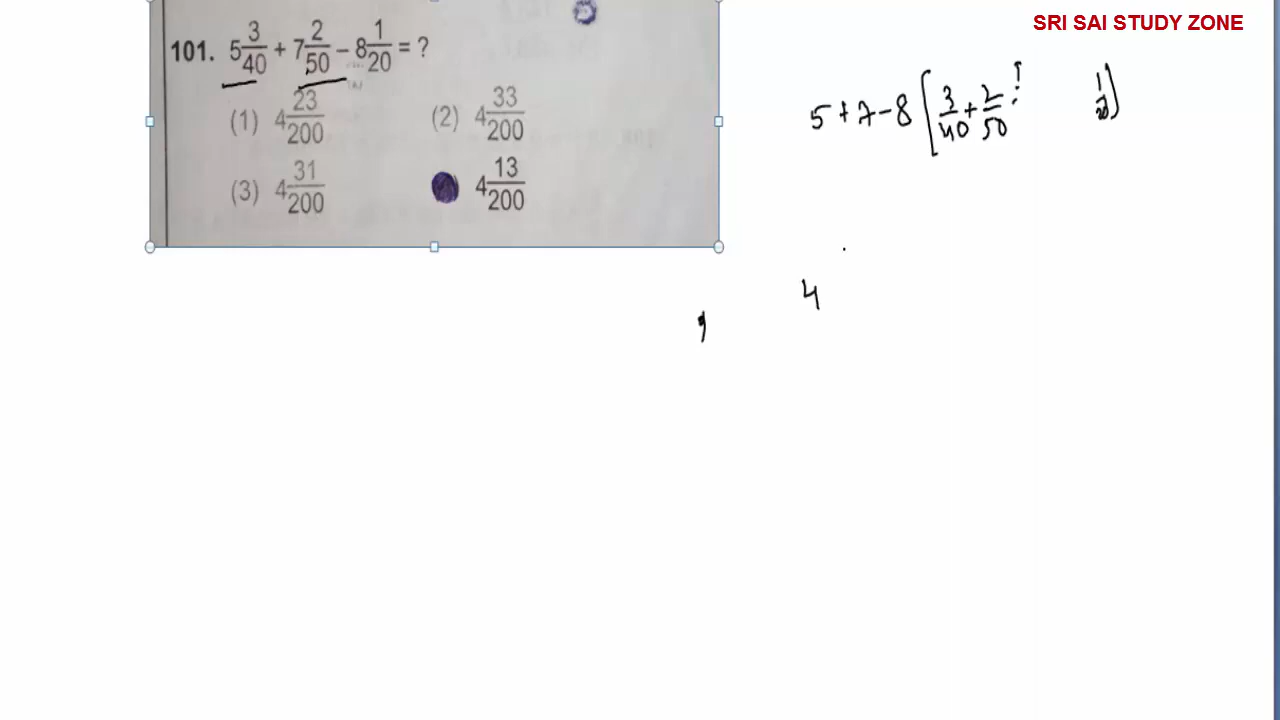 SRI SAI STUDY ZONE
101. 5 3/40 + 7 2/50 − 8 1/20 = ?
(1) 4 23/200 (2) 4 33/200
(3) 4 31/200 4 13/200
5 + 7 − 8 [ 3/40 + 2/50
4